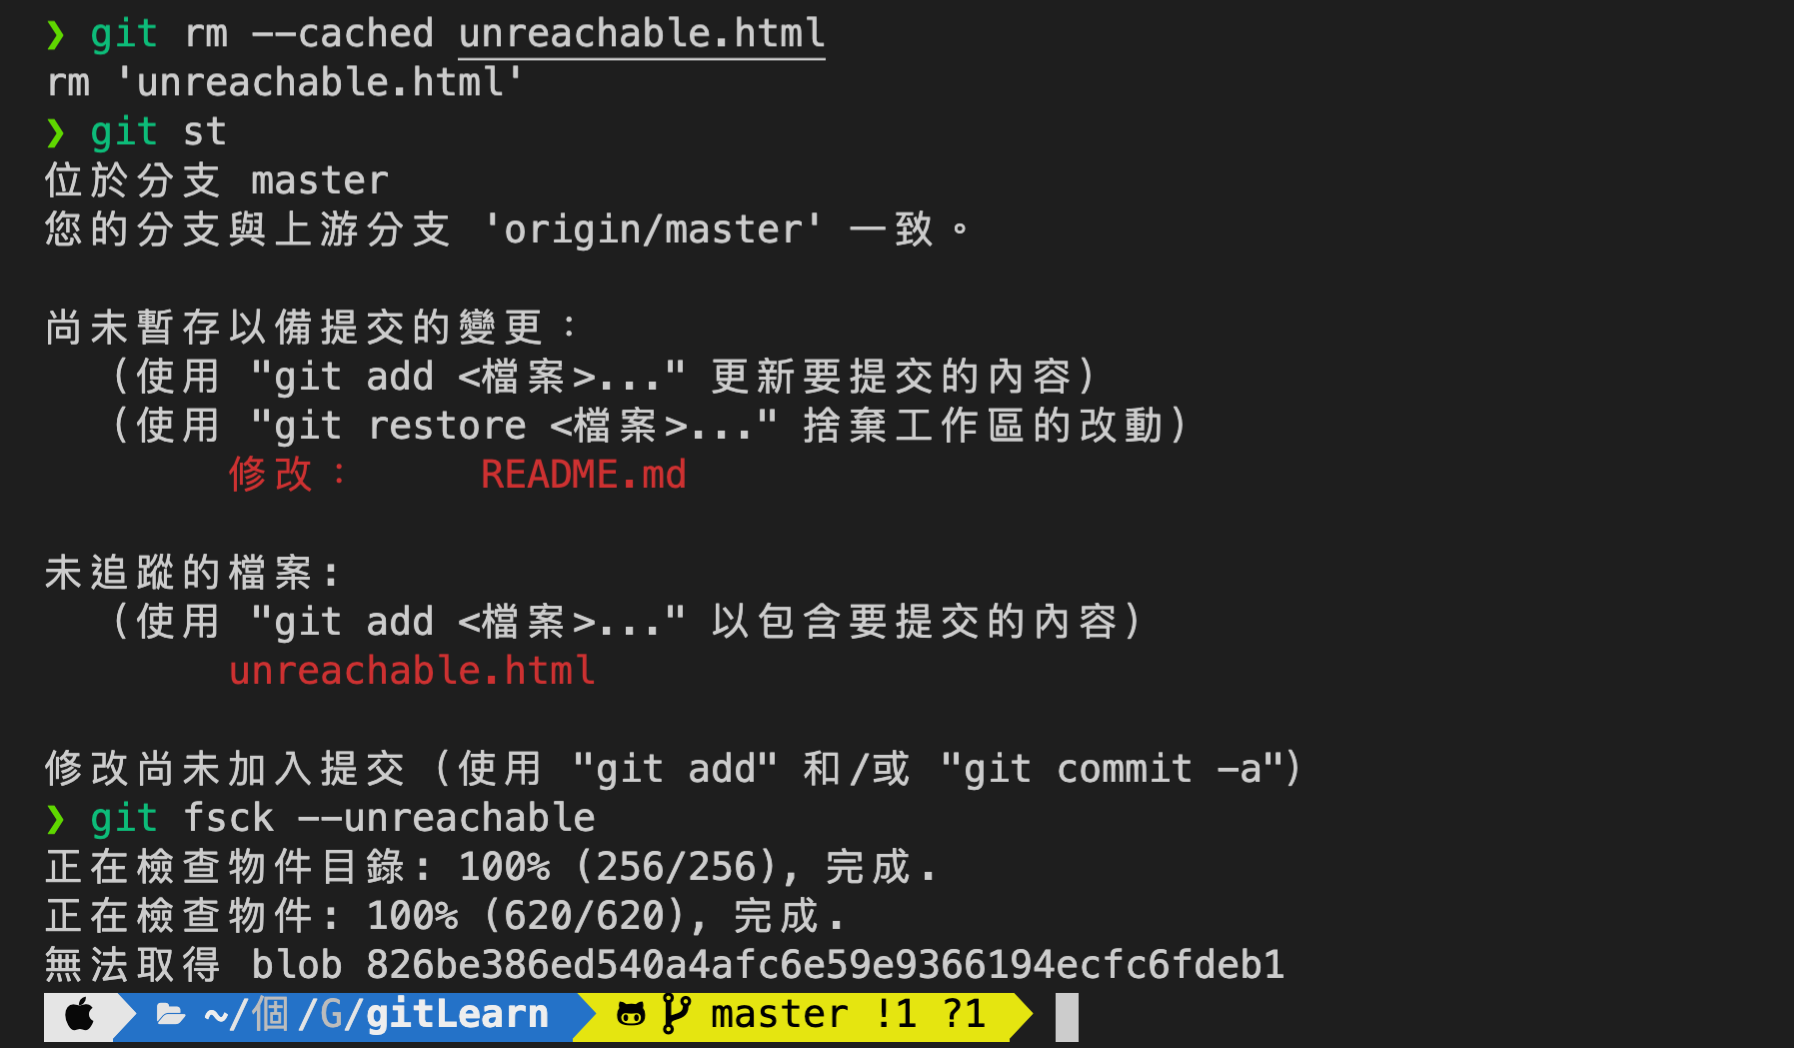 ❯ git rm --cached unreachable.html
rm 'unreachable.html'
❯ git st
位於分支 master
您的分支與上游分支 'origin/master' 一致。
尚未暫存以備提交的變更：
（使用 "git add <檔案>..." 更新要提交的內容）
（使用 "git restore <檔案>..." 捨棄工作區的改動）
修改： README.md
未追蹤的檔案:
（使用 "git add <檔案>..." 以包含要提交的內容）
unreachable.html
修改尚未加入提交（使用 "git add" 和/或 "git commit -a"）
❯ git fsck --unreachable
正在檢查物件目錄: 100% (256/256), 完成.
正在檢查物件: 100% (620/620), 完成.
無法取得 blob 826be386ed540a4afc6e59e9366194ecfc6fdeb1
~/個/G/gitLearn master !1 ?1